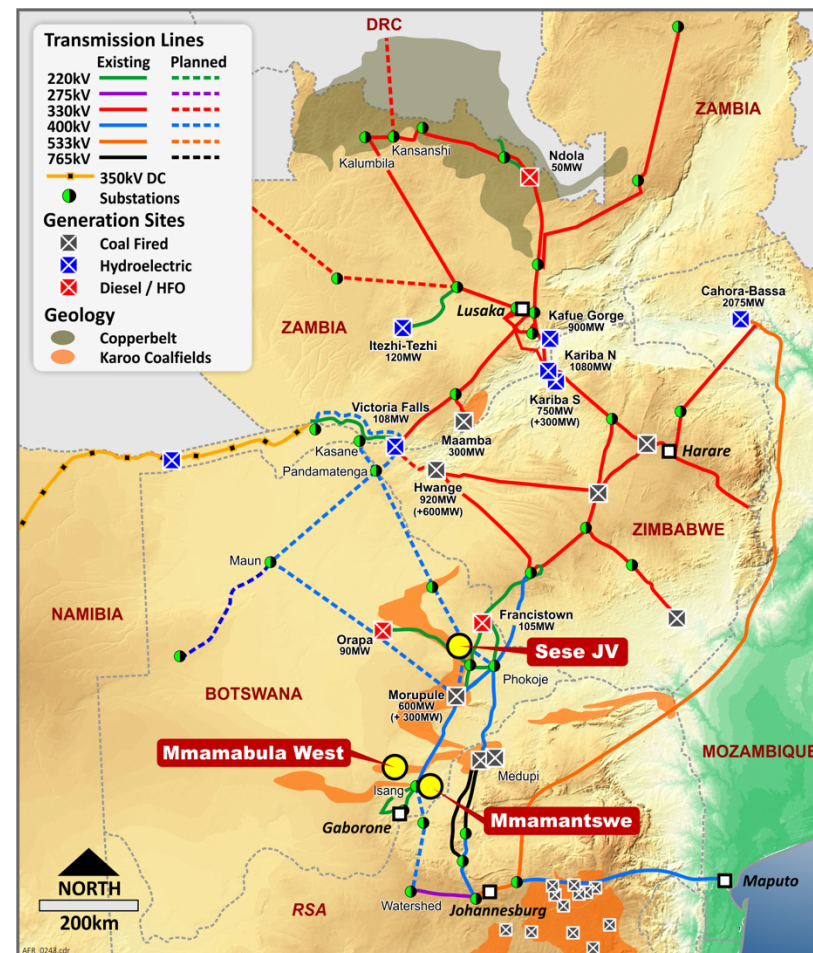 Transmission Lines
Existing Planned
220kV
275kV
330kV
400kV
533kV
765kV
350kV DC
Substations
Generation Sites
Coal Fired
Hydroelectric
Diesel / HFO
Geology
Copperbelt
Karoo Coalfields
DRC
ZAMBIA
Kansanshi
Kalumbila
Ndola
50MW
Cahora-Bassa
2075MW
Lusaka
Kafue Gorge
900MW
ZAMBIA
Itezhi-Tezhi
120MW
Kariba N
1080MW
Kariba S
750MW
(+300MW)
Victoria Falls
108MW
Maamba
300MW
Harare
Kasane
Pandamatenga
Hwange
920MW
(+600MW)
ZIMBABWE
Maun
NAMIBIA
Francistown
105MW
Orapa
90MW
Sese JV
Phokoje
BOTSWANA
Morupule
600MW
(+ 300MW)
Mmamabula West
MOZAMBIQUE
Medupi
Isang
Mmamantswe
Gaborone
NORTH
200km
RSA
Watershed
Johannesburg
Maputo
AFR_0244.cdr